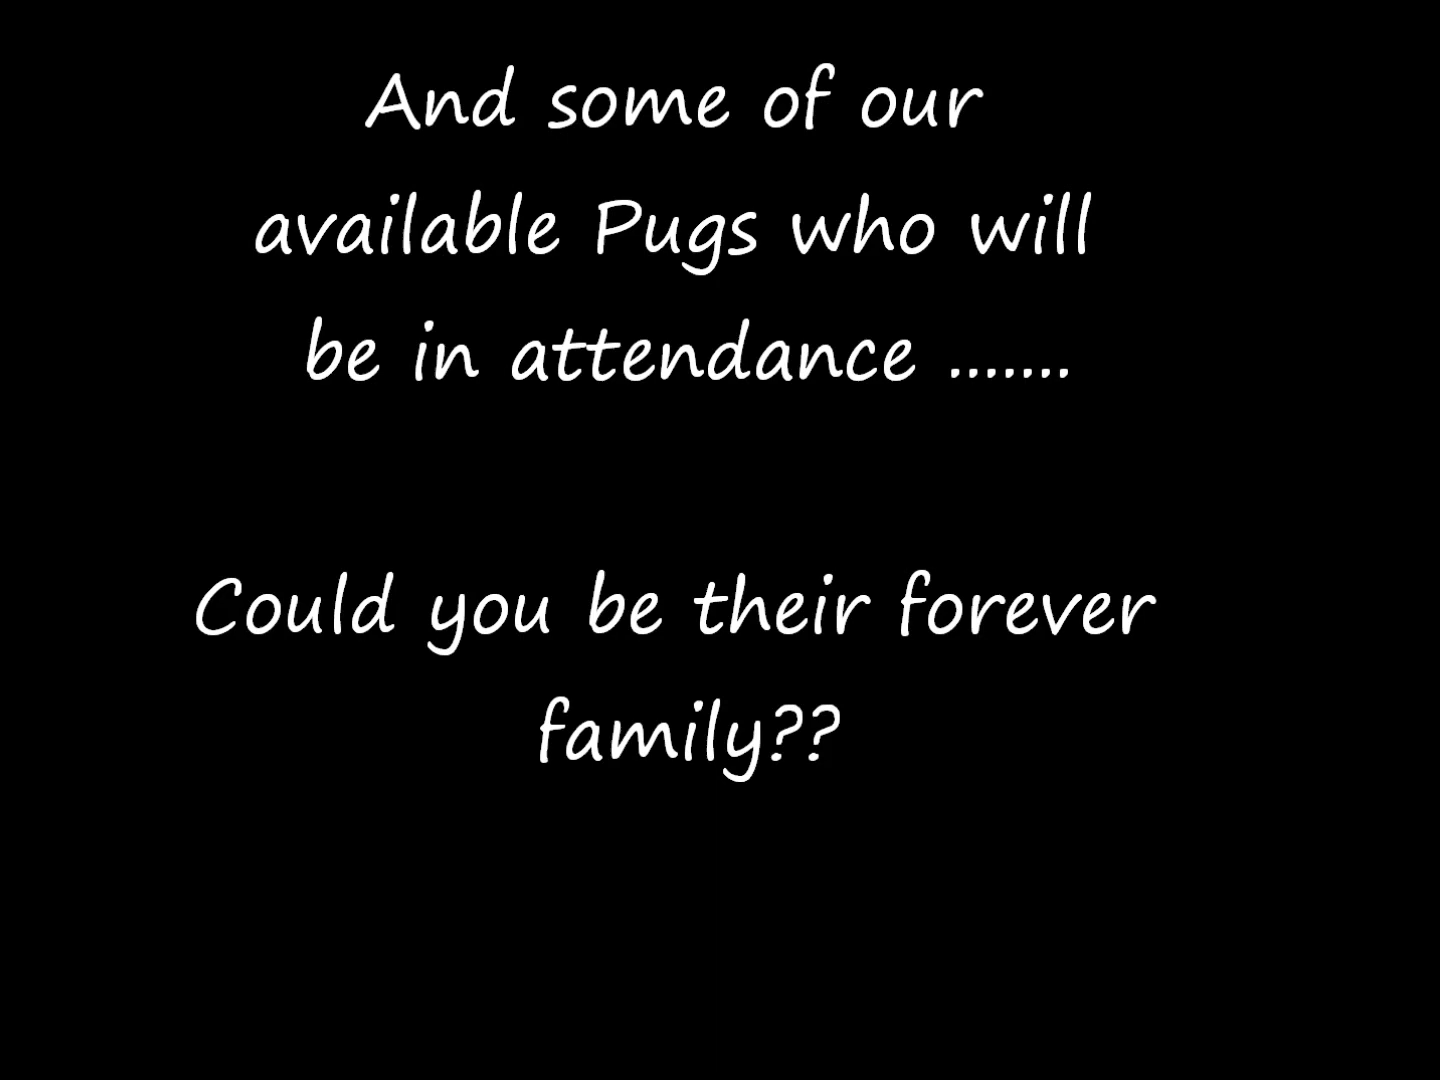 And some of our
available Pugs who will
be in attendance .......
Could you be their forever
family??